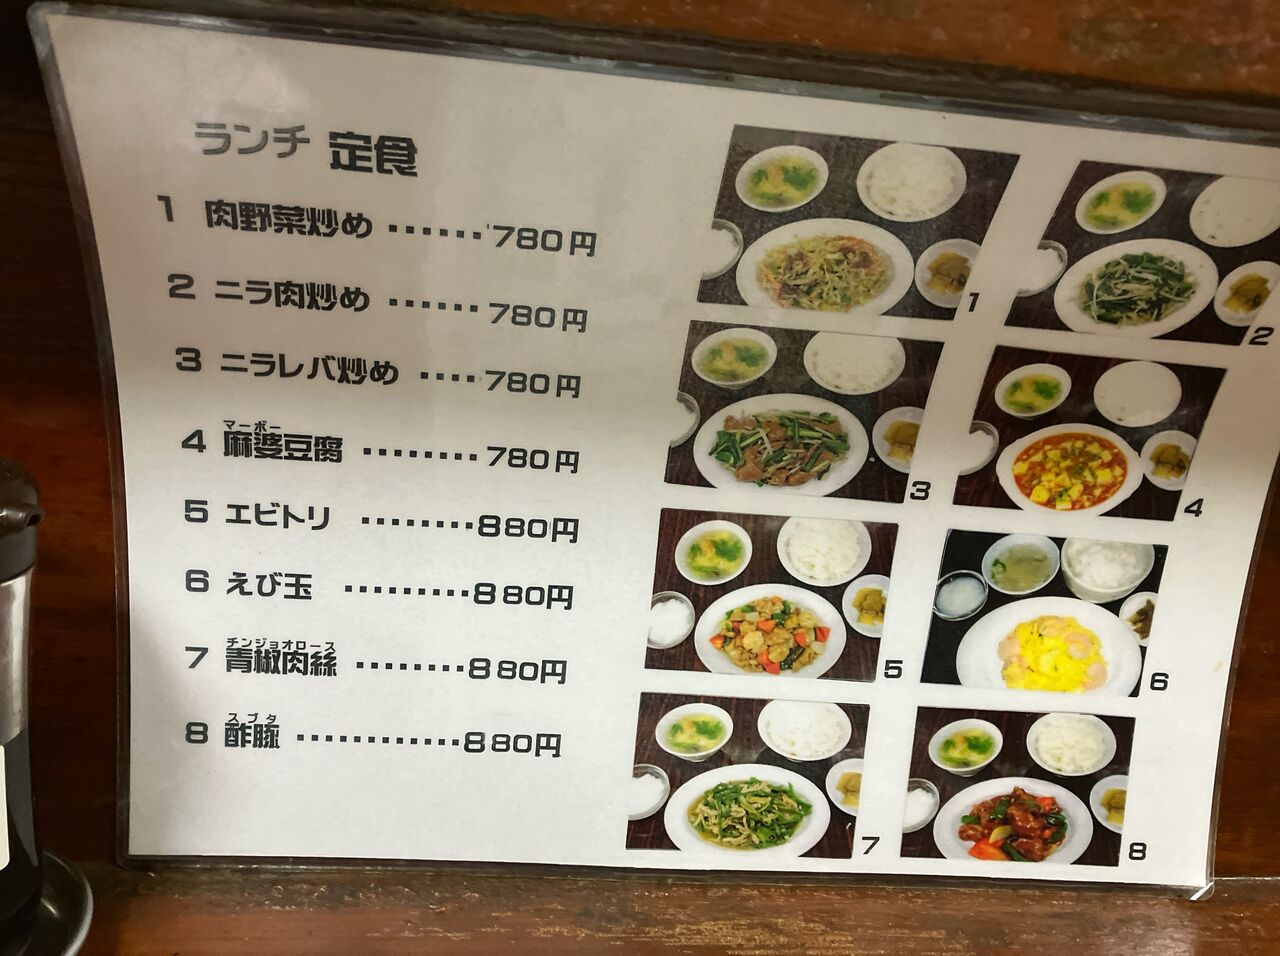 ランチ 定食
1 肉野菜炒め ・・・・・・ 780円
2 ニラ肉炒め ・・・・・・ 780円
3 ニラレバ炒め ・・・・ 780円
マーボー
4 麻婆豆腐 ・・・・・・・・ 780円
5 エビトリ ・・・・・・・・ 880円
6 えび玉 ・・・・・・・・・ 880円
チンジョオロース
7 青椒肉絲 ・・・・・・・・ 880円
スブタ
8 酢豚 ・・・・・・・・・・・・ 880円
1
2
3
4
5
6
7
8